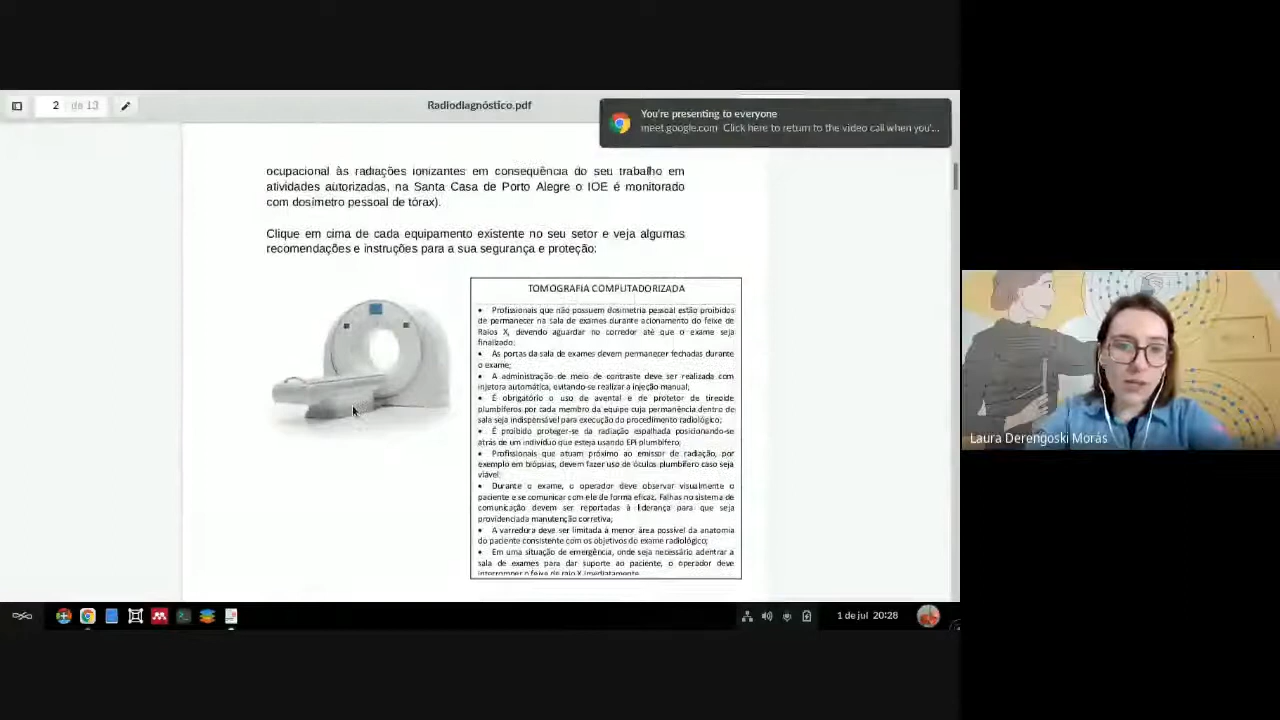 2 de 13
Radiodiagnóstico.pdf
You're presenting to everyone
meet.google.com Click here to return to the video call when you'...
ocupacional às radiações ionizantes em consequência do seu trabalho em
atividades autorizadas, na Santa Casa de Porto Alegre o IOE é monitorado
com dosímetro pessoal de tórax).
Clique em cima de cada equipamento existente no seu setor e veja algumas
recomendações e instruções para a sua segurança e proteção:
TOMOGRAFIA COMPUTADORIZADA
• Profissionais que não possuem dosimetria pessoal estão proibidos
de permanecer na sala de exames durante acionamento do feixe de
Raios X, devendo aguardar no corredor até que o exame seja
finalizado;
• As portas da sala de exames devem permanecer fechadas durante
o exame;
• A administração de meio de contraste deve ser realizada com
injetora automática, evitando-se realizar a injeção manual;
• É obrigatório o uso de avental e de protetor de tireoide
plumbíferos por cada membro da equipe cuja permanência dentro de
sala seja indispensável para execução do procedimento radiológico;
• É proibido proteger-se da radiação espalhada posicionando-se
atrás de um indivíduo que esteja usando EPI plumbífero;
• Profissionais que atuam próximo ao emissor de radiação, por
exemplo em biópsias, devem fazer uso de óculos plumbífero caso seja
viável;
• Durante o exame, o operador deve observar visualmente o
paciente e se comunicar com ele de forma eficaz. Falhas no sistema de
comunicação devem ser reportadas à liderança para que seja
providenciada manutenção corretiva;
• A varredura deve ser limitada à menor área possível da anatomia
do paciente consistente com os objetivos do exame radiológico;
• Em uma situação de emergência, onde seja necessário adentrar a
sala de exames para dar suporte ao paciente, o operador deve
interromper o feixe de raio X imediatamente.
Laura Derengoski Morás
1 de jul 20:28